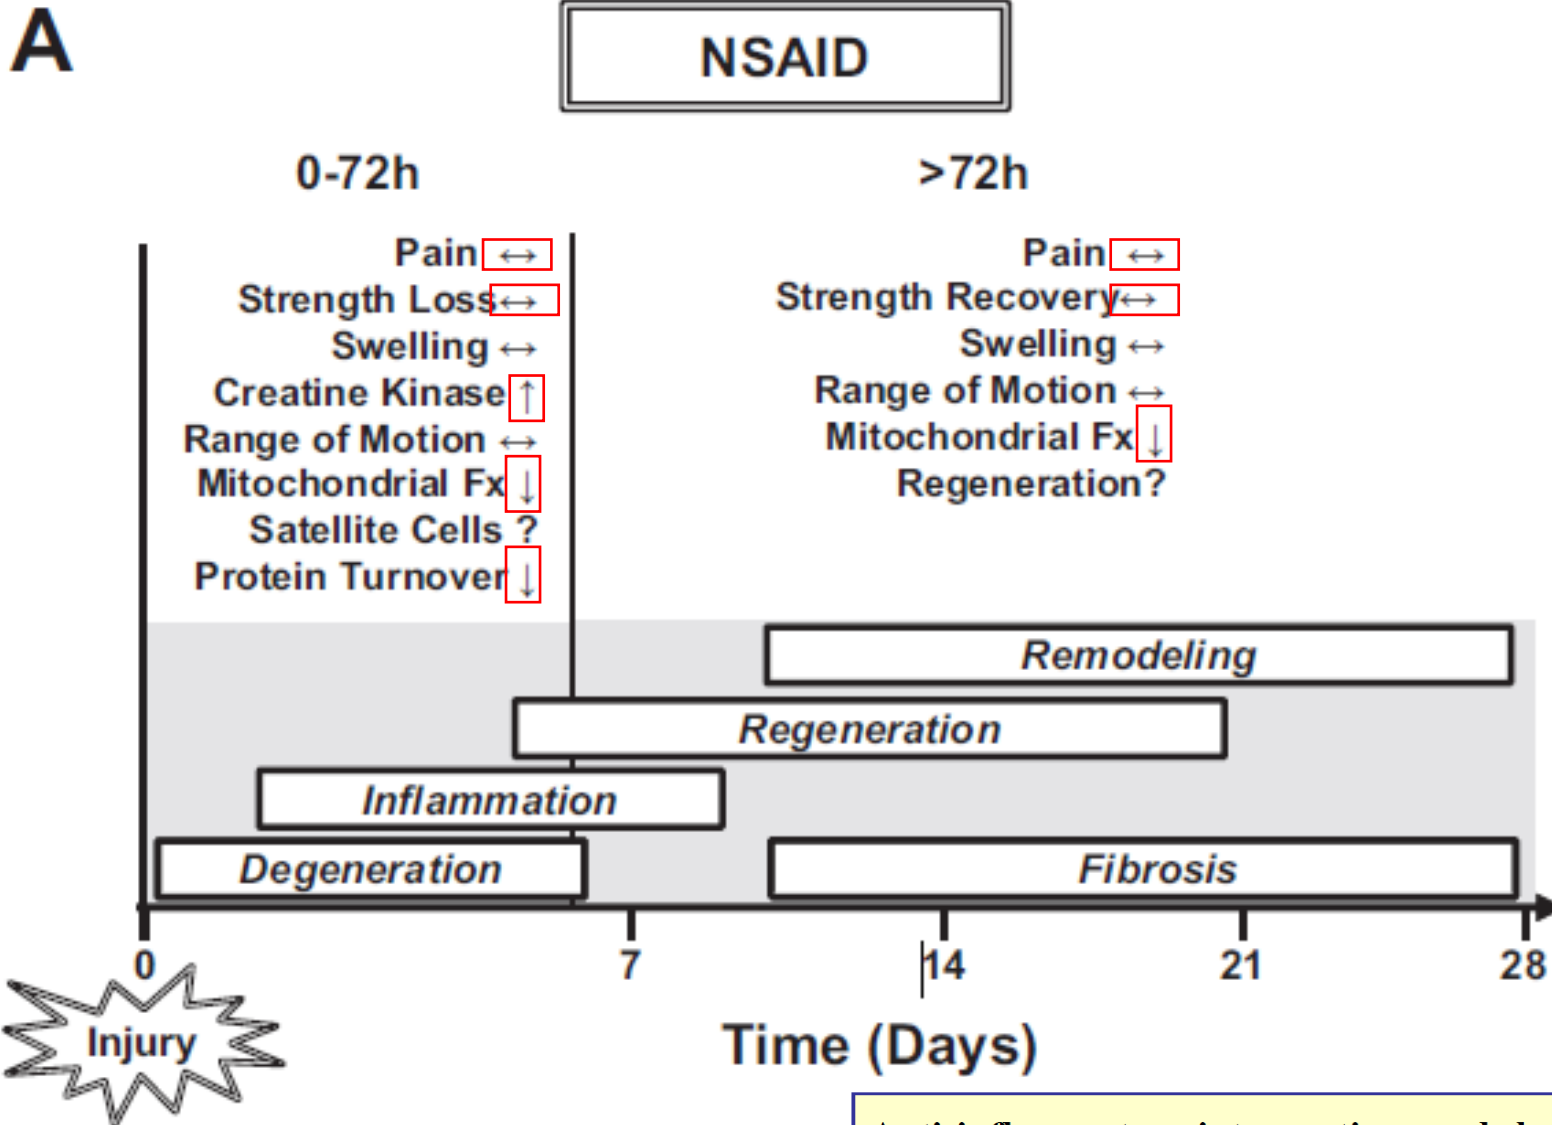 A
NSAID
0-72h
>72h
Pain ↔
Strength Loss ↔
Swelling ↔
Creatine Kinase ↑
Range of Motion ↔
Mitochondrial Fx ↓
Satellite Cells ?
Protein Turnover ↓
Pain ↔
Strength Recovery ↔
Swelling ↔
Range of Motion ↔
Mitochondrial Fx ↓
Regeneration?
Remodeling
Regeneration
Inflammation
Degeneration
Fibrosis
0 7 14 21 28
Injury
Time (Days)